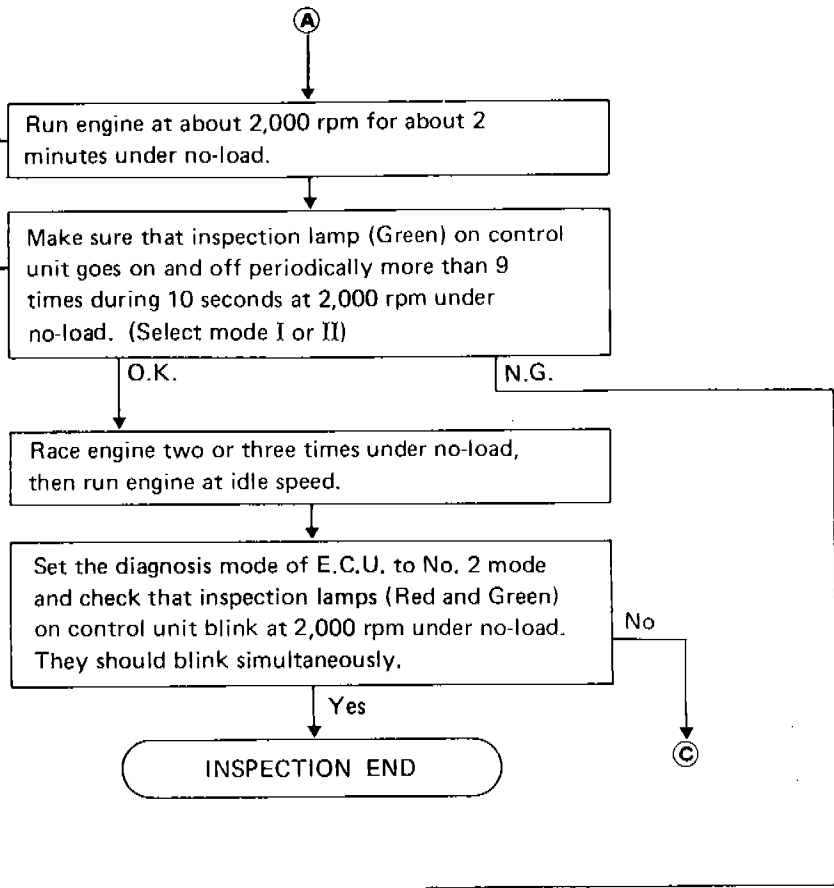 A
Run engine at about 2,000 rpm for about 2
minutes under no-load.
Make sure that inspection lamp (Green) on control
unit goes on and off periodically more than 9
times during 10 seconds at 2,000 rpm under
no-load. (Select mode I or II)
O.K.
N.G.
Race engine two or three times under no-load,
then run engine at idle speed.
Set the diagnosis mode of E.C.U. to No. 2 mode
and check that inspection lamps (Red and Green)
on control unit blink at 2,000 rpm under no-load.
They should blink simultaneously.
No
Yes
C
INSPECTION END